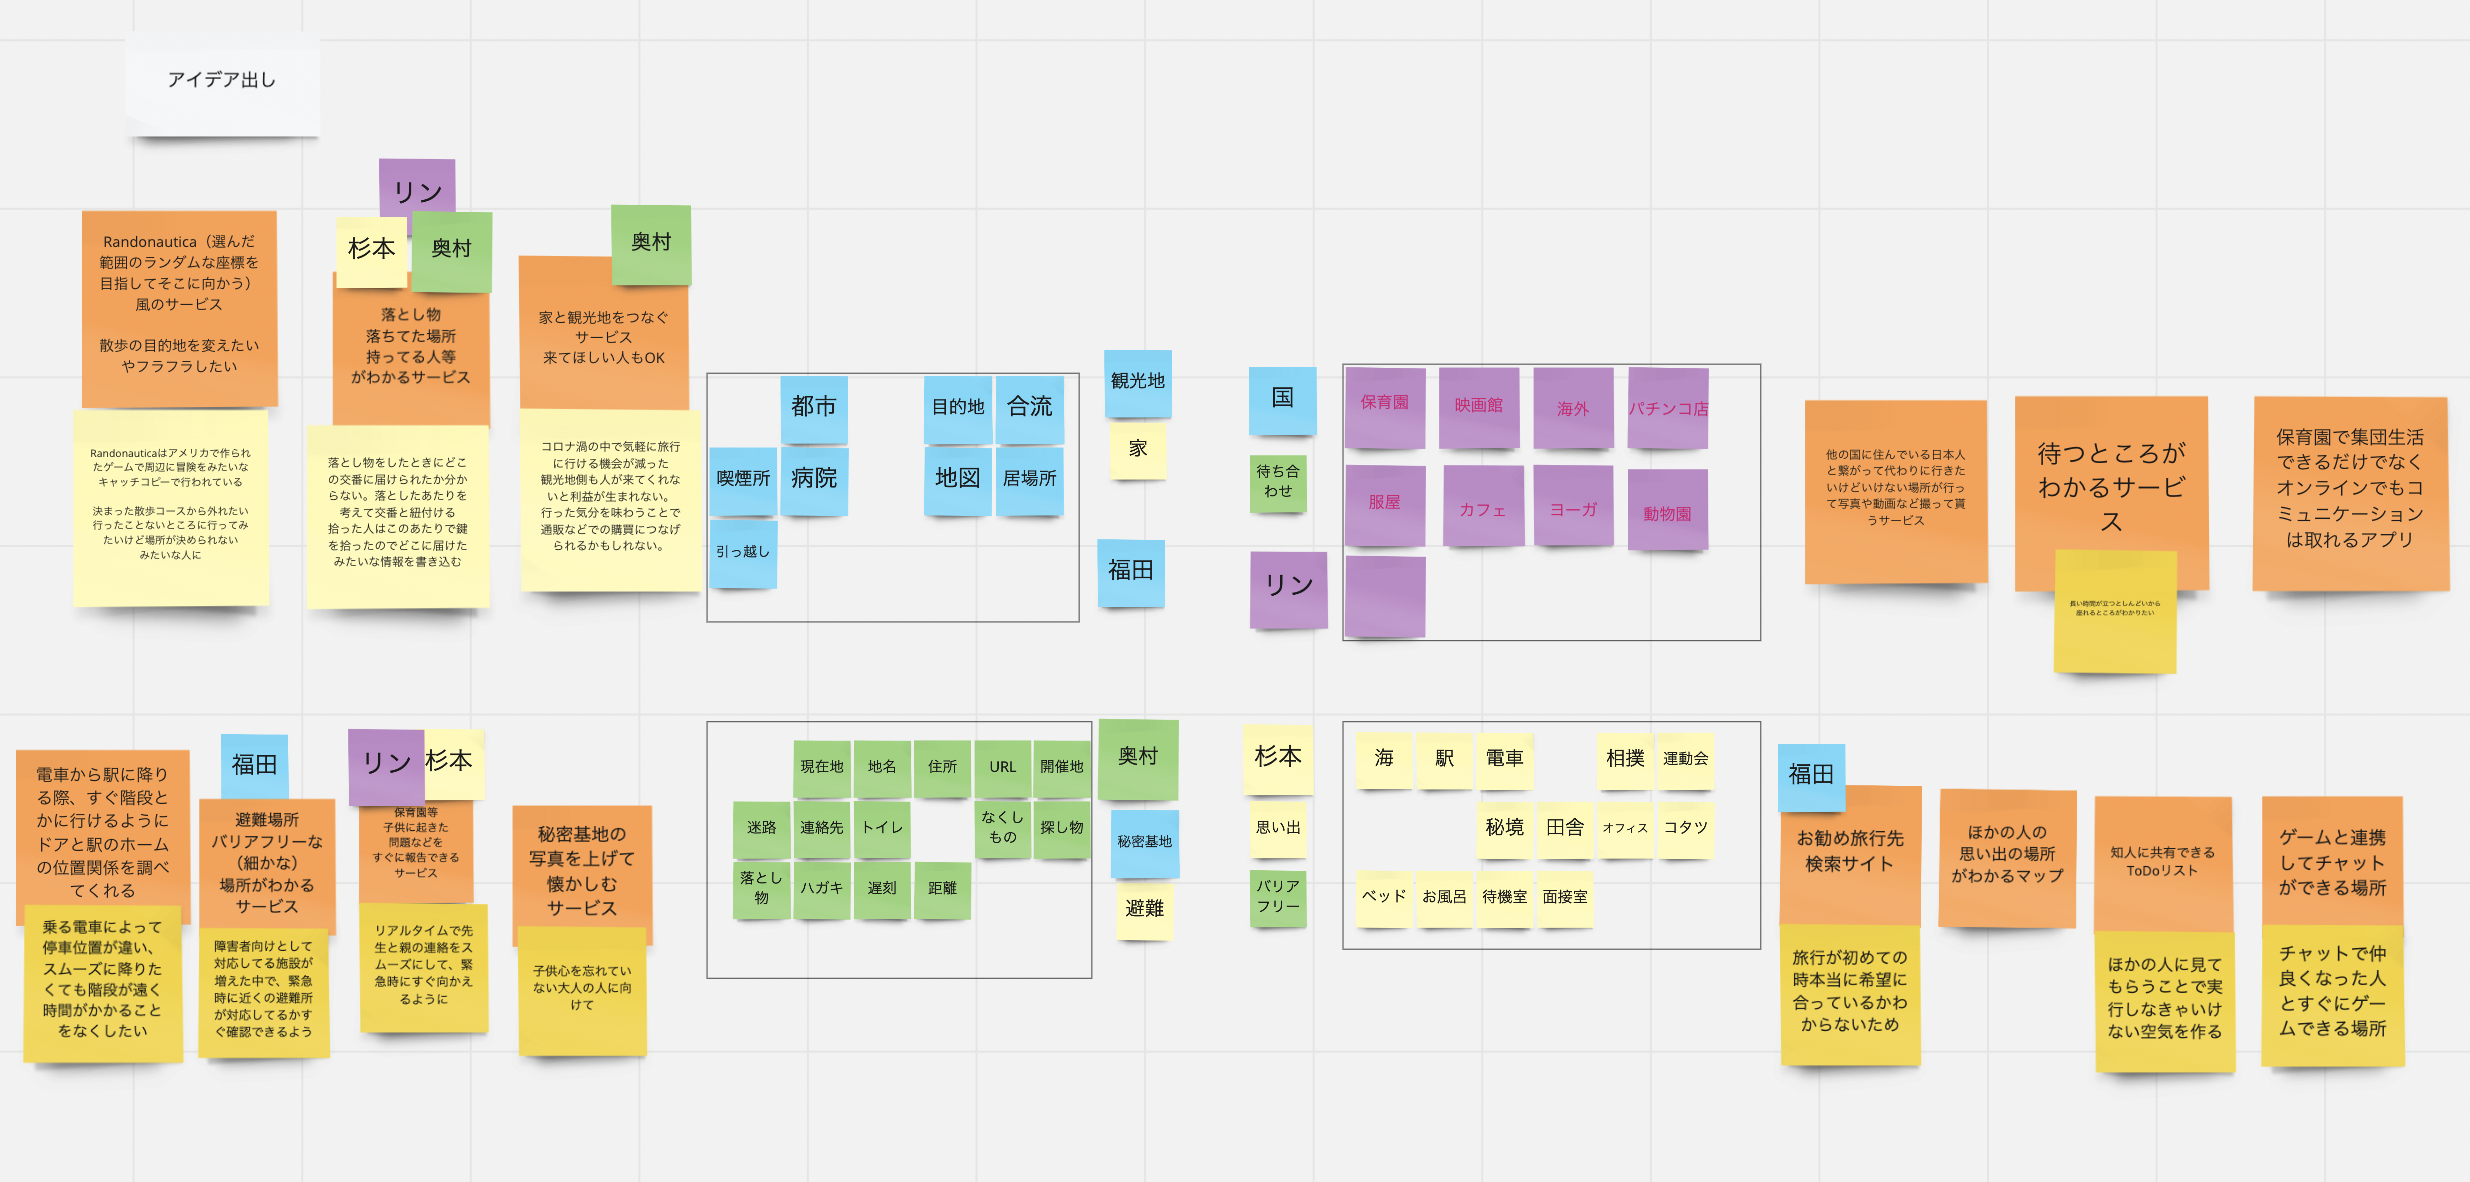 アイデア出し
リン
杉本
奥村
奥村
Randonautica（選んだ
範囲のランダムな座標を
目指してそこに向かう）
風のサービス
散歩の目的地を変えたい
やフラフラしたい
Randonauticaはアメリカで作られ
たゲームで周辺に冒険をみたいな
キャッチコピーで行われている
決まった散歩コースから外れたい
行ったことないところに行ってみ
たいけど場所が決められない
みたいな人に
落とし物
落ちてた場所
持ってる人等
がわかるサービス
落とし物をしたときにどこ
の交番に届けられたか分か
らない。落としたあたりを
考えて交番と紐付ける
拾った人はこのあたりで鍵
を拾ったのでどこに届けた
みたいな情報を書き込む
家と観光地をつなぐ
サービス
来てほしい人もOK
コロナ渦の中で気軽に旅行
に行ける機会が減った
観光地側も人が来てくれな
いと利益が生まれない。
行った気分を味わうことで
通販などでの購買につなげ
られるかもしれない。
都市
目的地
合流
喫煙所
病院
地図
居場所
引っ越し
観光地
家
福田
国
待ち合
わせ
リン
保育園
映画館
海外
パチンコ店
服屋
カフェ
ヨーガ
動物園
他の国に住んでいる日本人
と繋がって代わりに行きた
いけどいけない場所が行っ
て写真や動画など撮って貰
うサービス
待つところが
わかるサービ
ス
長い時間が立つとしんどいから
座れるところがわかりたい
保育園で集団生活
できるだけでなく
オンラインでもコ
ミュニケーション
は取れるアプリ
電車から駅に降り
る際、すぐ階段と
かに行けるように
ドアと駅のホーム
の位置関係を調べ
てくれる
乗る電車によって
停車位置が違い、
スムーズに降りた
くても階段が遠く
時間がかかること
をなくしたい
福田
避難場所
バリアフリーな
（細かな）
場所がわかる
サービス
障害者向けとして
対応してる施設が
増えた中で、緊急
時に近くの避難所
が対応してるかす
ぐ確認できるよう
リン
杉本
保育園等
子供に起きた
問題などを
すぐに報告できる
サービス
リアルタイムで先
生と親の連絡をス
ムーズにして、緊
急時にすぐ向かえ
るように
秘密基地の
写真を上げて
懐かしむ
サービス
子供心を忘れてい
ない大人の人に向
けて
現在地
地名
住所
URL
開催地
迷路
連絡先
トイレ
なくし
もの
探し物
落とし
物
ハガキ
遅刻
距離
奥村
秘密基地
避難
杉本
思い出
バリア
フリー
海
駅
電車
相撲
運動会
秘境
田舎
オフィス
コタツ
ベッド
お風呂
待機室
面接室
福田
お勧め旅行先
検索サイト
旅行が初めての
時本当に希望に
合っているかわ
からないため
ほかの人の
思い出の場所
がわかるマップ
知人に共有できる
ToDoリスト
ほかの人に見て
もらうことで実
行しなきゃいけ
ない空気を作る
ゲームと連携
してチャット
ができる場所
チャットで仲
良くなった人
とすぐにゲー
ムできる場所